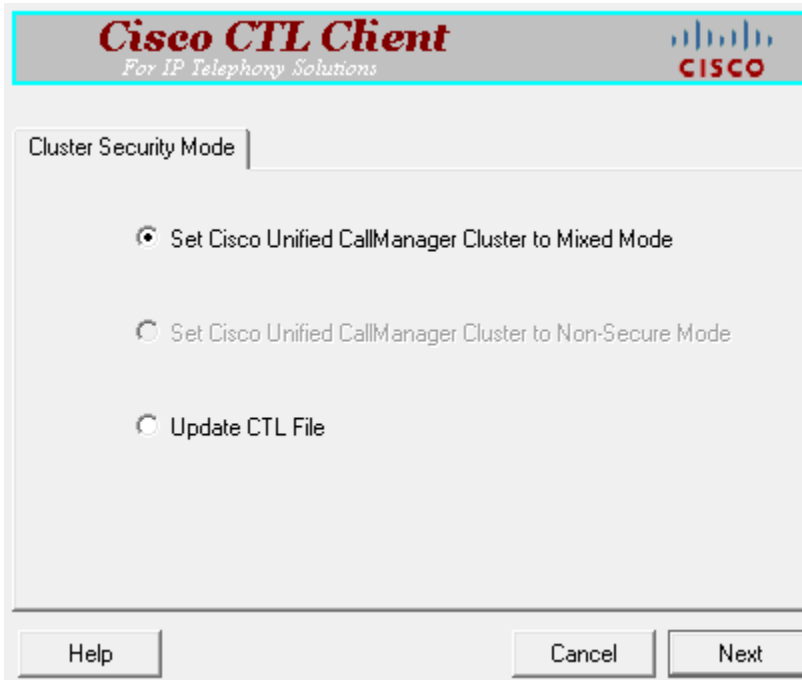 Cisco CTL Client
For IP Telephony Solutions
CISCO
Cluster Security Mode
Set Cisco Unified CallManager Cluster to Mixed Mode
Set Cisco Unified CallManager Cluster to Non-Secure Mode
Update CTL File
Help
Cancel
Next